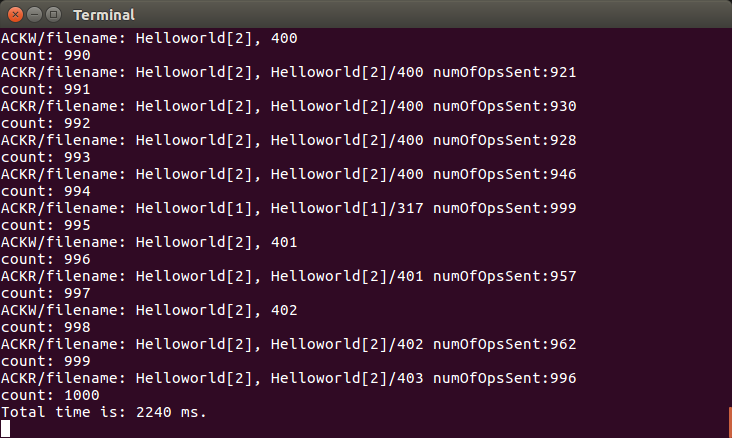 Terminal
ACKW/filename: Helloworld[2], 400
count: 990
ACKR/filename: Helloworld[2], Helloworld[2]/400 numOfOpsSent:921
count: 991
ACKR/filename: Helloworld[2], Helloworld[2]/400 numOfOpsSent:930
count: 992
ACKR/filename: Helloworld[2], Helloworld[2]/400 numOfOpsSent:928
count: 993
ACKR/filename: Helloworld[2], Helloworld[2]/400 numOfOpsSent:946
count: 994
ACKR/filename: Helloworld[1], Helloworld[1]/317 numOfOpsSent:999
count: 995
ACKW/filename: Helloworld[2], 401
count: 996
ACKR/filename: Helloworld[2], Helloworld[2]/401 numOfOpsSent:957
count: 997
ACKW/filename: Helloworld[2], 402
count: 998
ACKR/filename: Helloworld[2], Helloworld[2]/402 numOfOpsSent:962
count: 999
ACKR/filename: Helloworld[2], Helloworld[2]/403 numOfOpsSent:996
count: 1000
Total time is: 2240 ms.